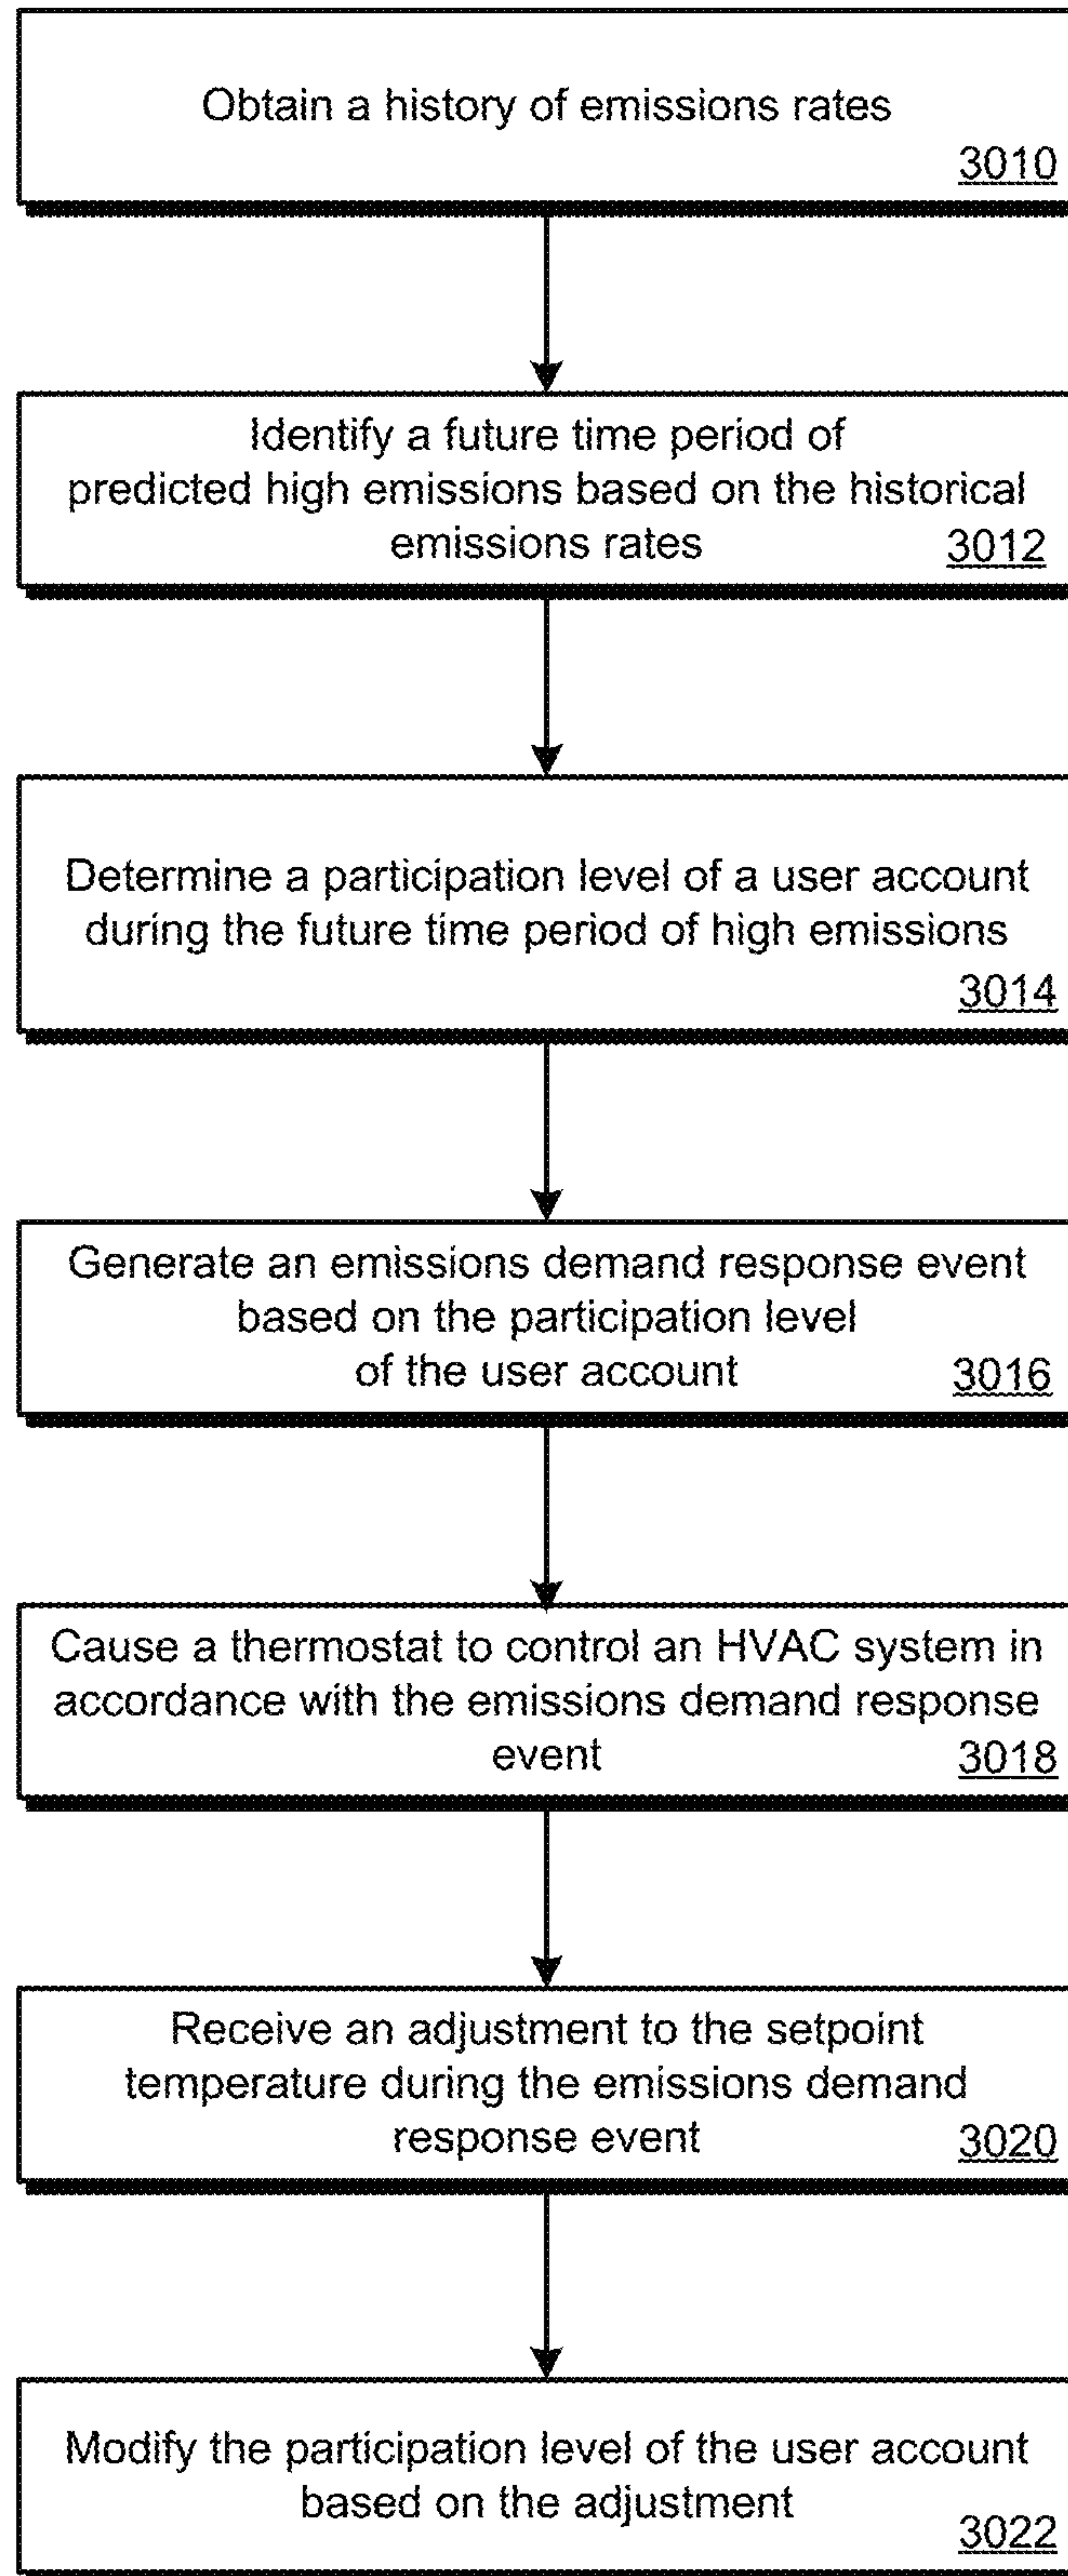 Obtain a history of emissions rates
3010
Identify a future time period of
predicted high emissions based on the historical
emissions rates 3012
Determine a participation level of a user account
during the future time period of high emissions
3014
Generate an emissions demand response event
based on the participation level
of the user account 3016
Cause a thermostat to control an HVAC system in
accordance with the emissions demand response
event 3018
Receive an adjustment to the setpoint
temperature during the emissions demand
response event 3020
Modify the participation level of the user account
based on the adjustment
3022